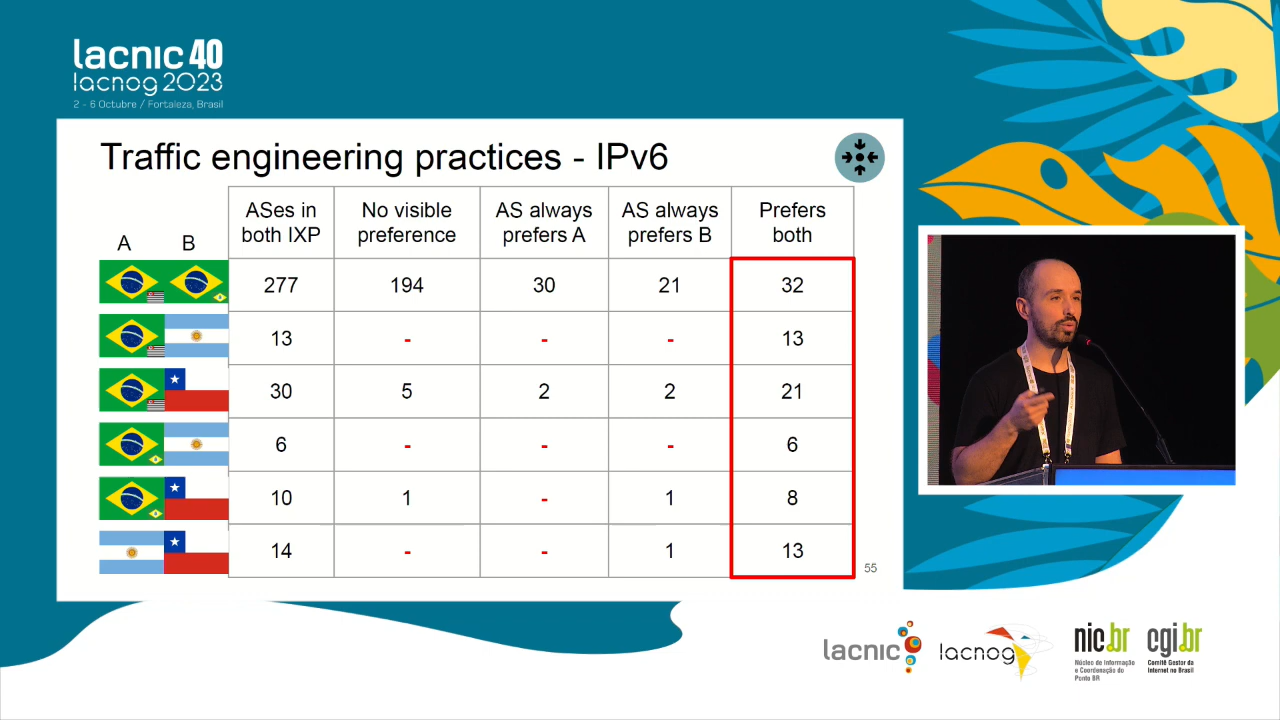 lacnic 40
lacnog 2023
2 - 6 Octubre / Fortaleza, Brasil
Traffic engineering practices - IPv6
A B
ASes in both IXP
No visible preference
AS always prefers A
AS always prefers B
Prefers both
277 194 30 21 32
13 - - - 13
30 5 2 2 21
6 - - - 6
10 1 - 1 8
14 - - 1 13
55
lacnic
lacnog
nic.br
Núcleo de Informação
e Coordenação do
Ponto BR
cgi.br
Comitê Gestor da
Internet no Brasil